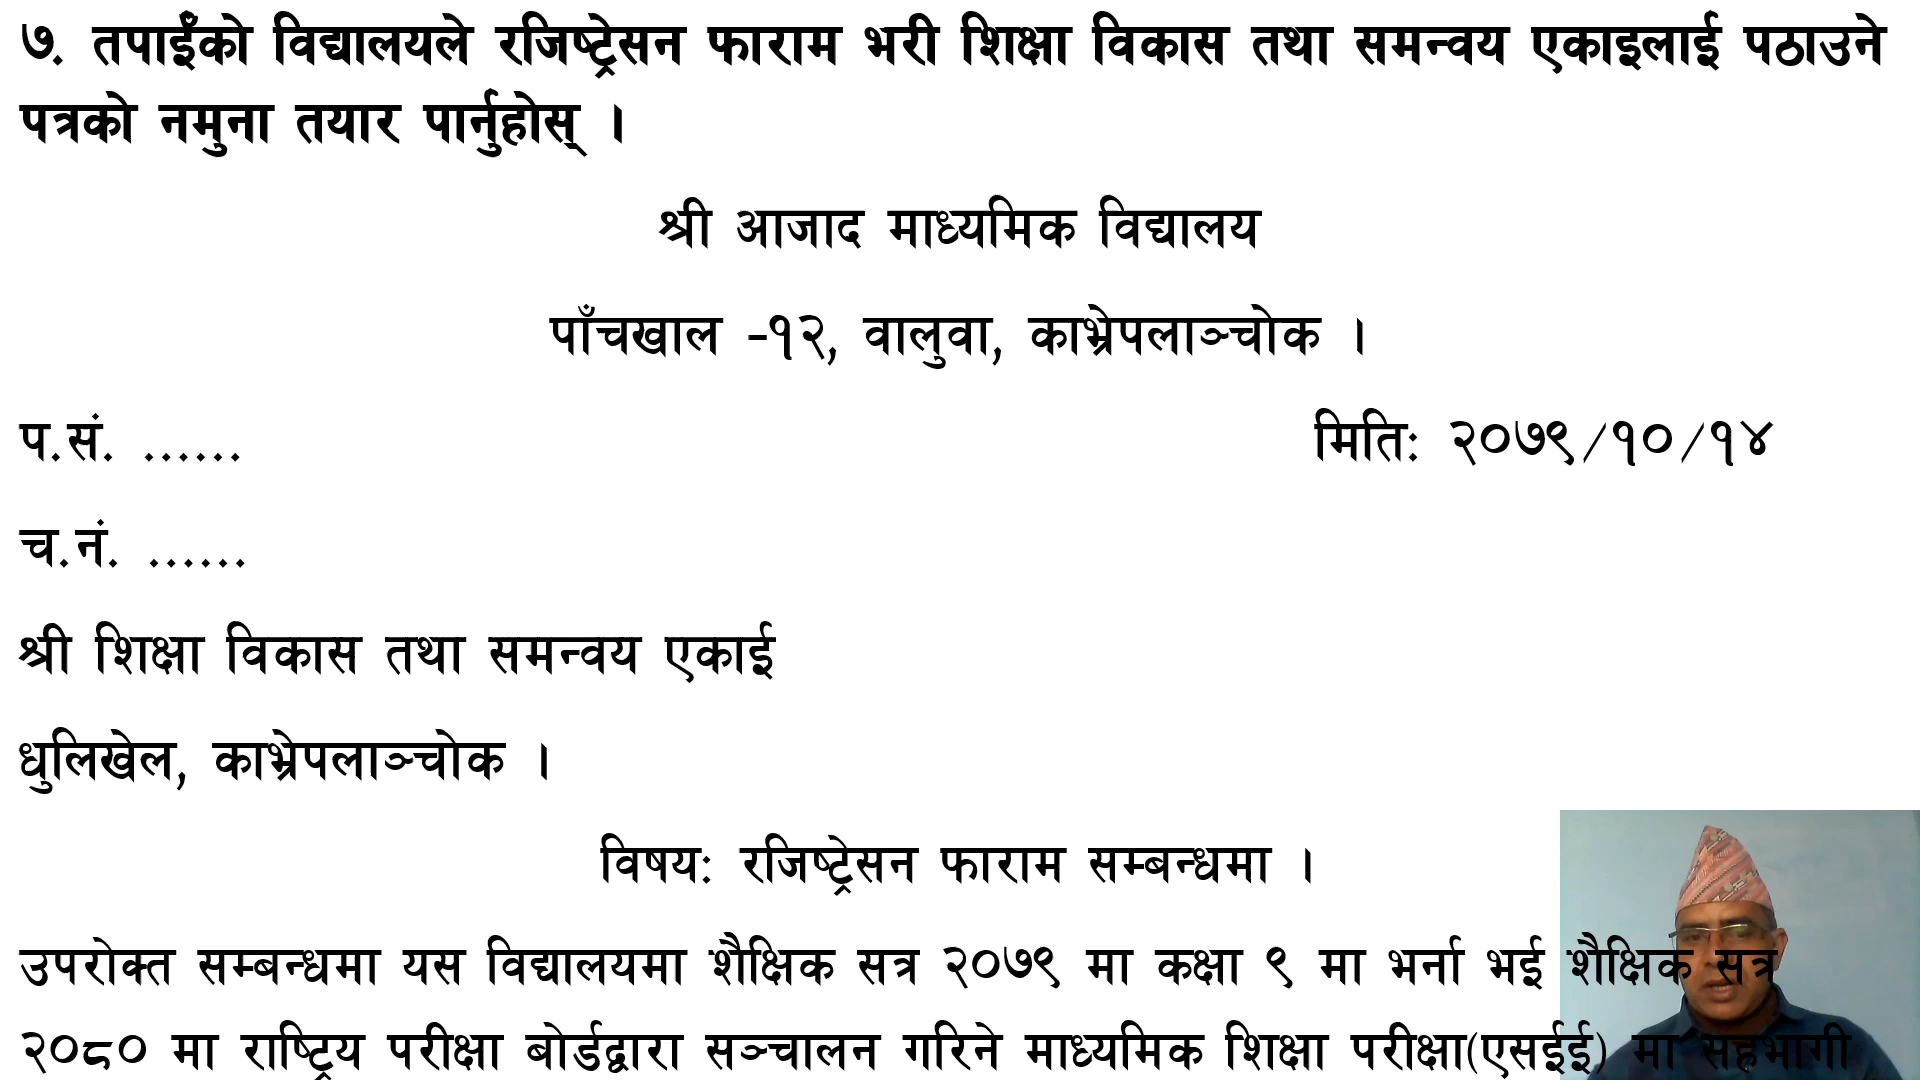 ७. तपाईंको विद्यालयले रजिष्ट्रेसन फाराम भरी शिक्षा विकास तथा समन्वय एकाइलाई पठाउने
पत्रको नमुना तयार पार्नुहोस् ।
श्री आजाद माध्यमिक विद्यालय
पाँचखाल -१२, वालुवा, काभ्रेपलाञ्चोक ।
प.सं. ...... मितिः २०७९/१०/१४
च.नं. ......
श्री शिक्षा विकास तथा समन्वय एकाई
धुलिखेल, काभ्रेपलाञ्चोक ।
विषयः रजिष्ट्रेसन फाराम सम्बन्धमा ।
उपरोक्त सम्बन्धमा यस विद्यालयमा शैक्षिक सत्र २०७९ मा कक्षा ९ मा भर्ना भई शैक्षिक सत्र
२०८० मा राष्ट्रिय परीक्षा बोर्डद्वारा सञ्चालन गरिने माध्यमिक शिक्षा परीक्षा(एसईई) मा सहभागी